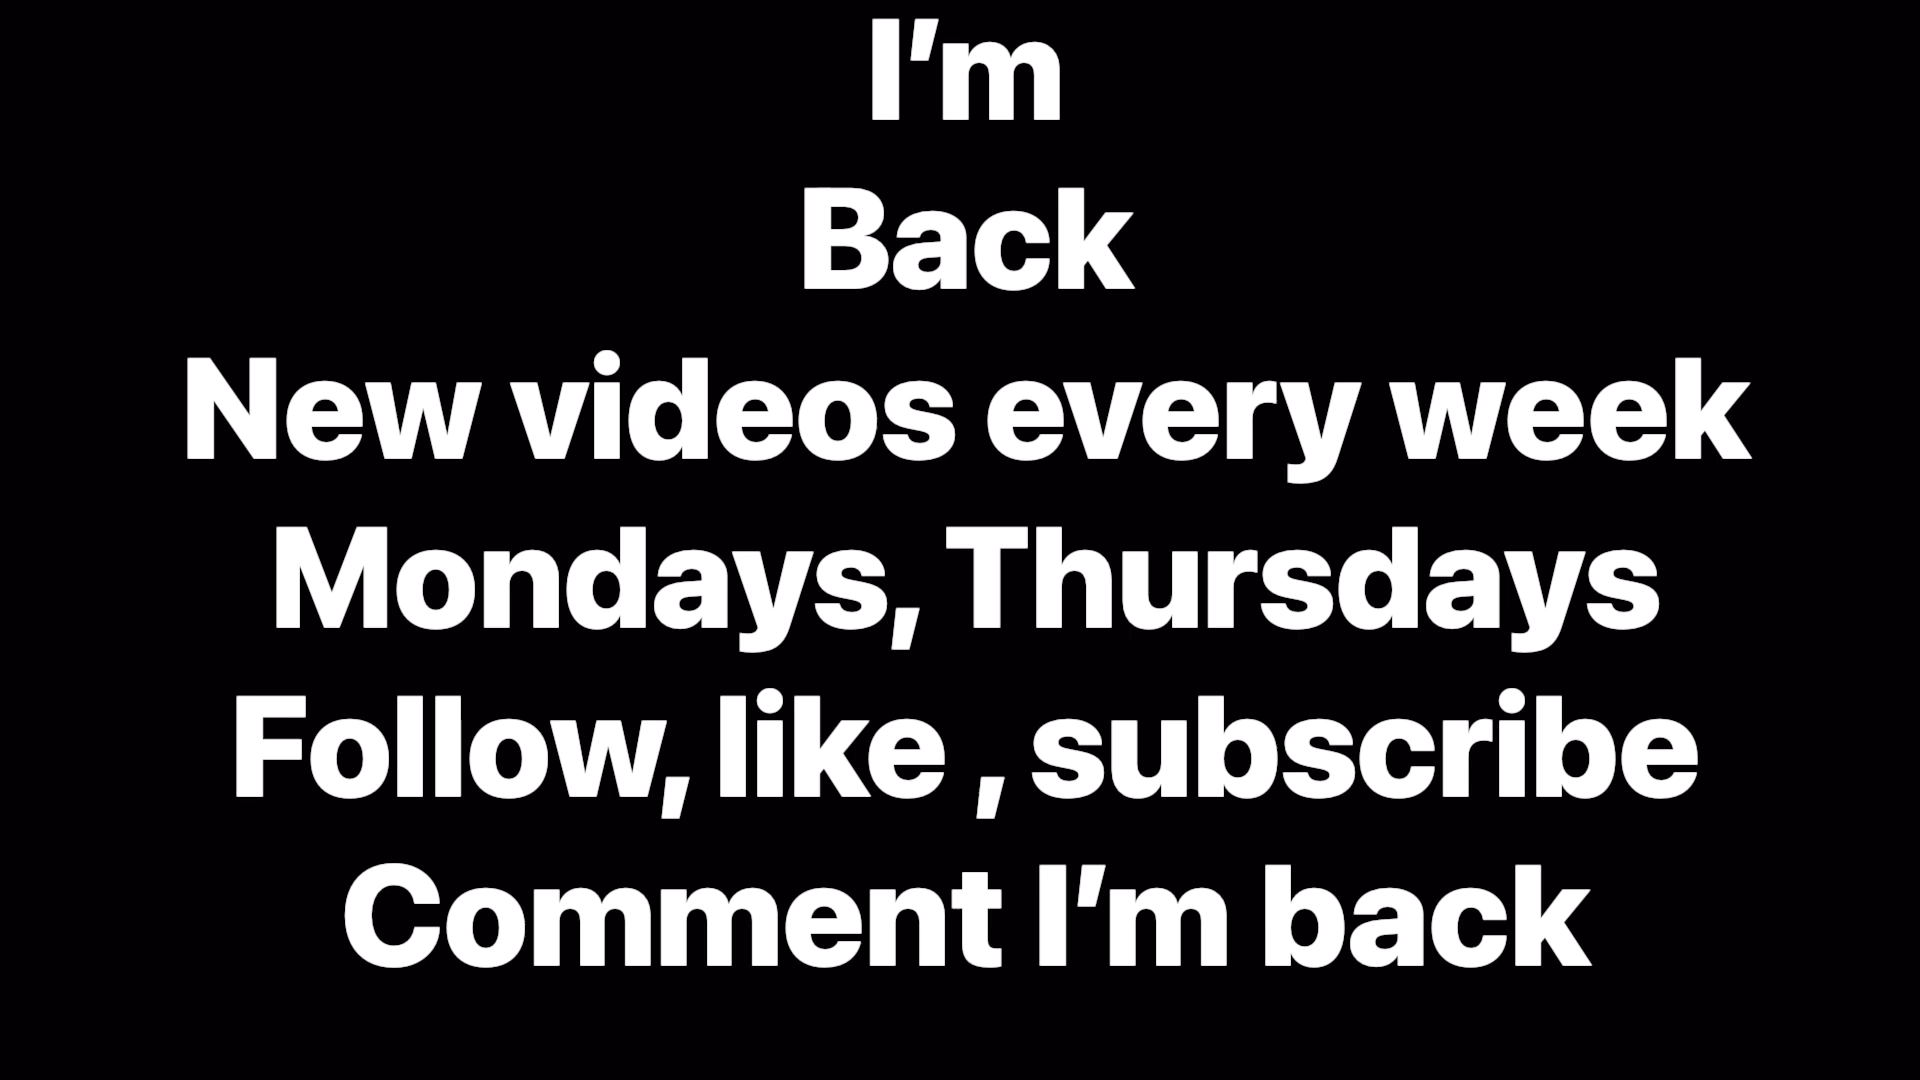 I’m
Back
New videos every week
Mondays, Thursdays
Follow, like , subscribe
Comment I’m back